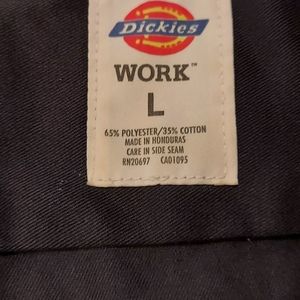 Dickies
WORK™
L
65% POLYESTER/35% COTTON
MADE IN HONDURAS
CARE IN SIDE SEAM
RN20697 CA01095